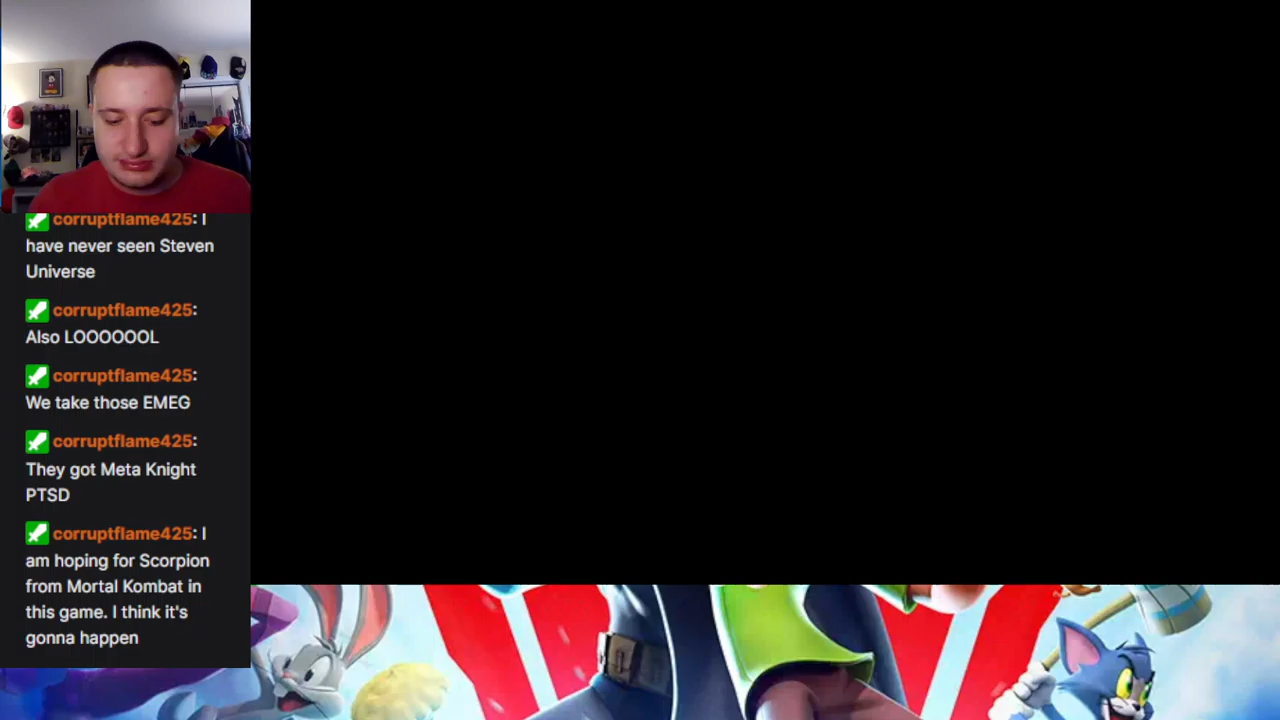 corruptflame425: I
have never seen Steven
Universe
corruptflame425:
Also LOOOOOOL
corruptflame425:
We take those EMEG
corruptflame425:
They got Meta Knight
PTSD
corruptflame425: I
am hoping for Scorpion
from Mortal Kombat in
this game. I think it's
gonna happen